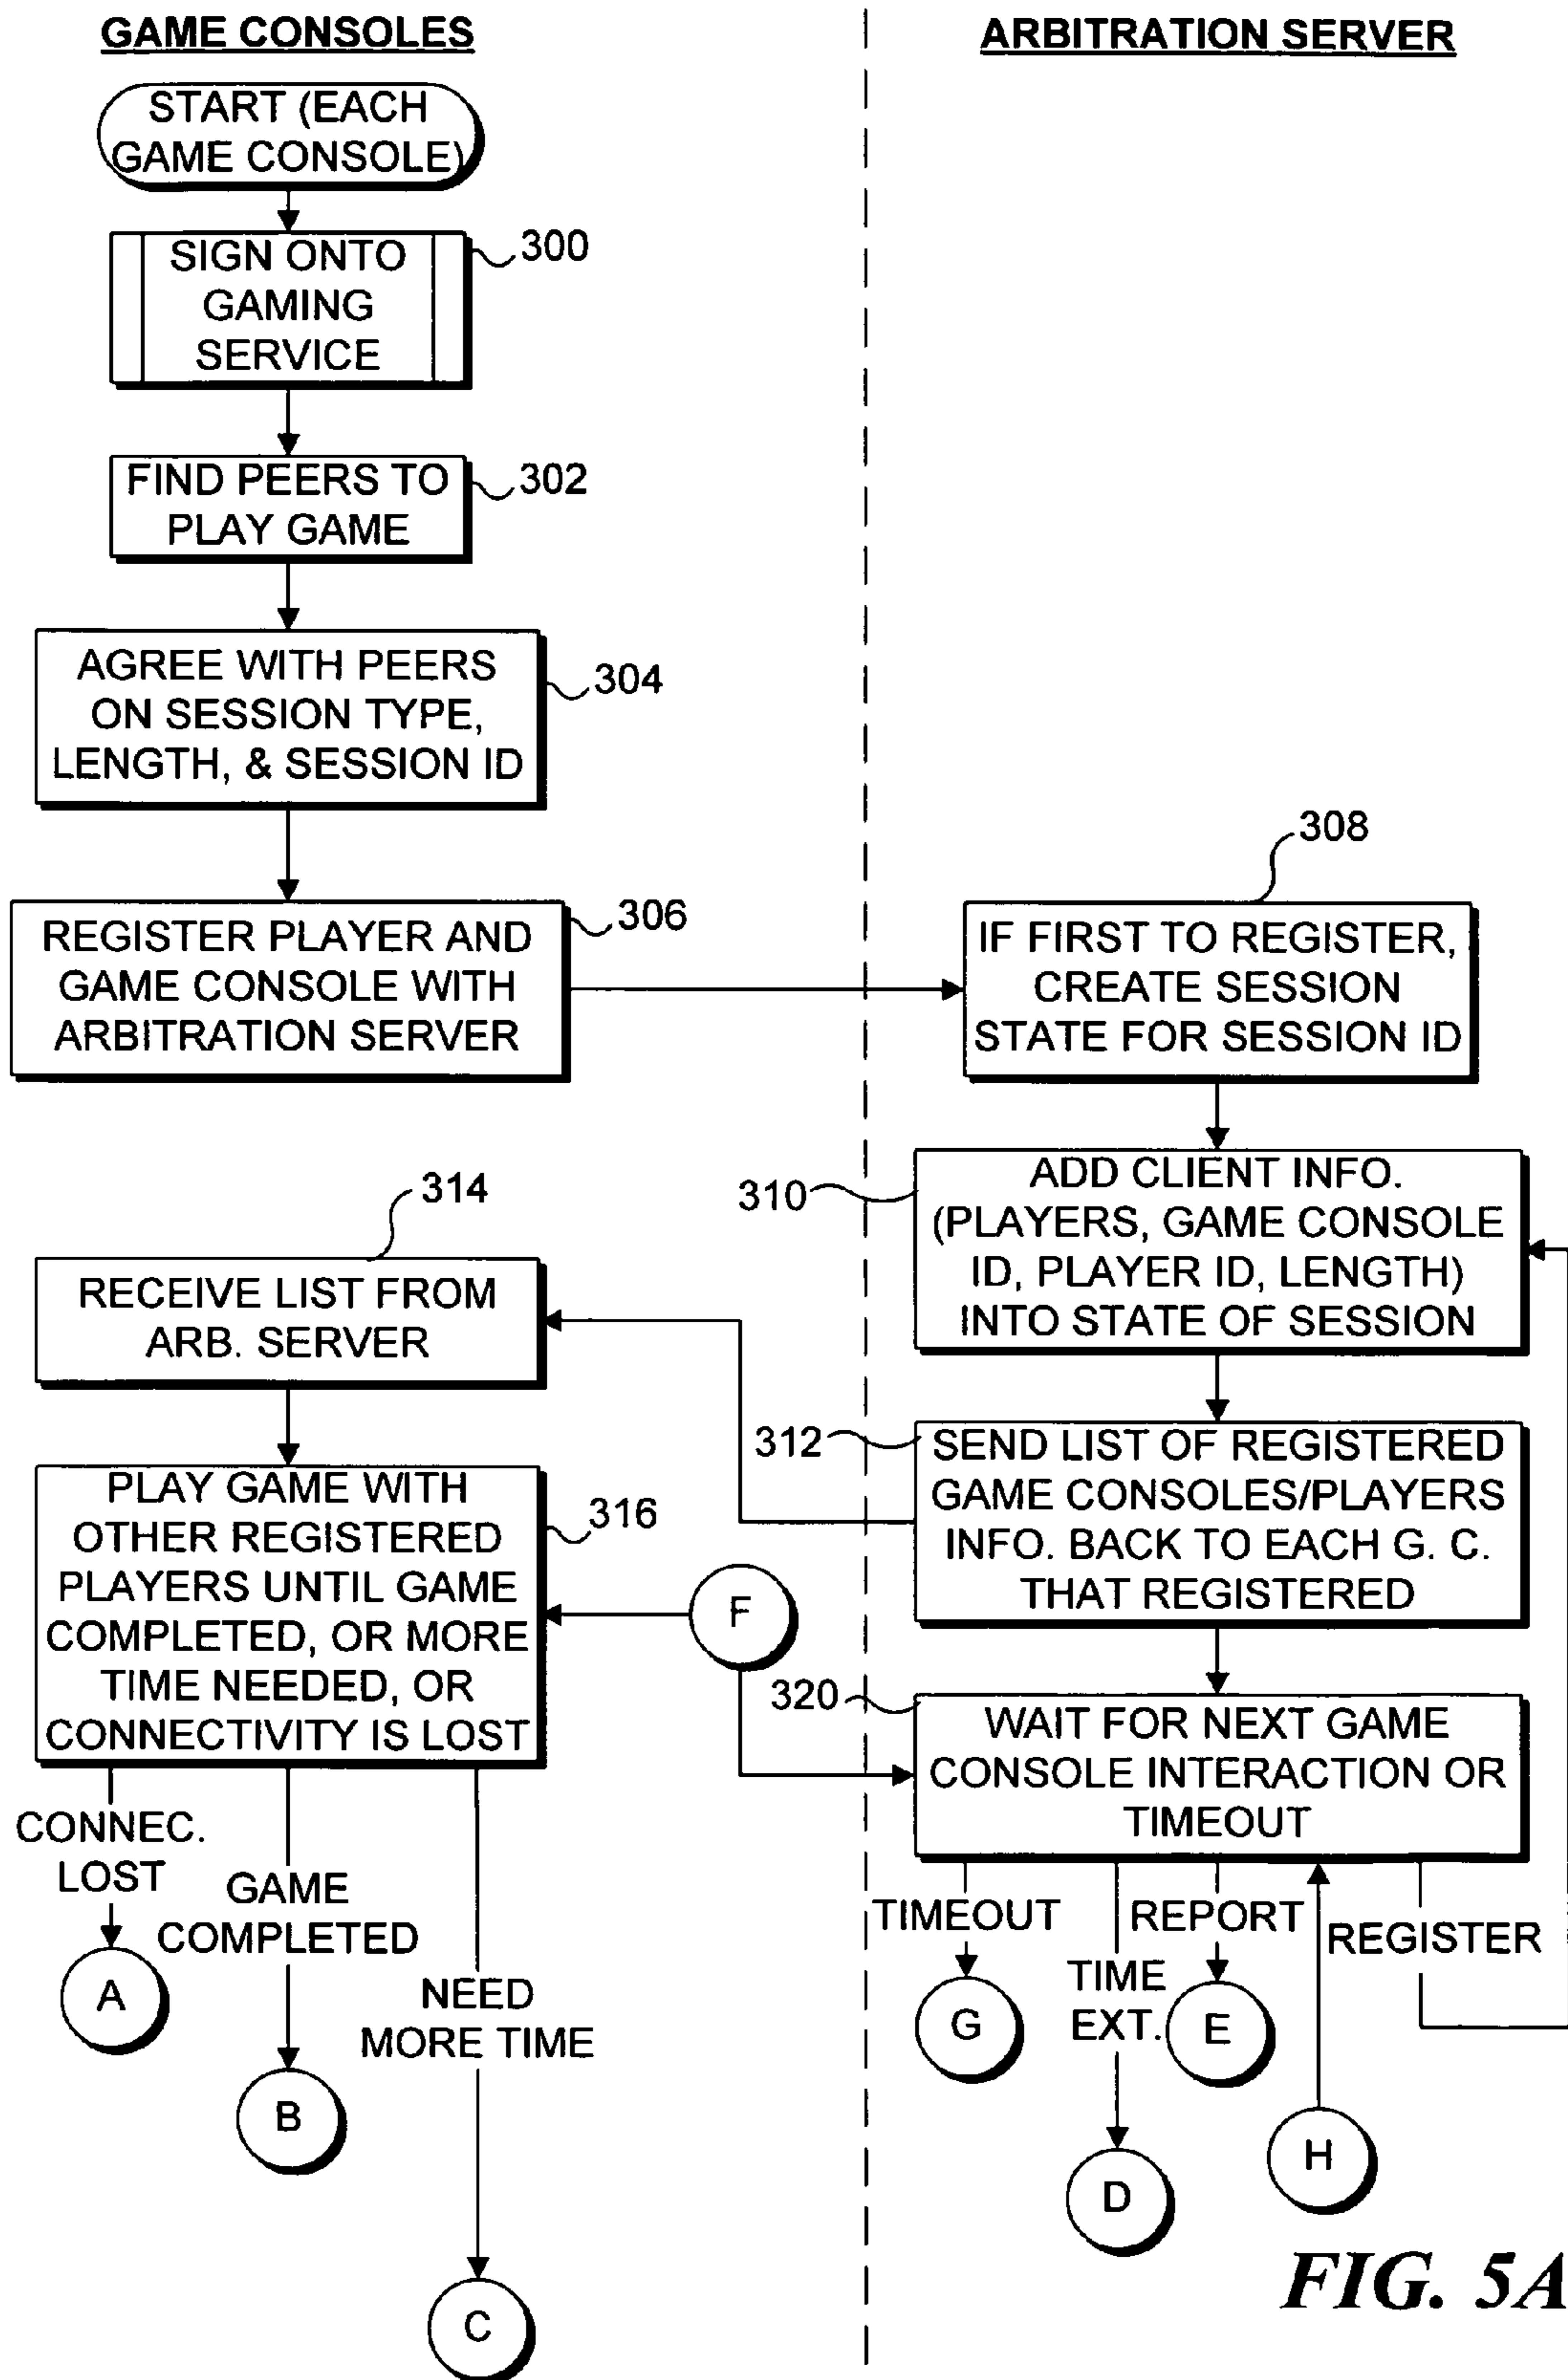 GAME CONSOLES
ARBITRATION SERVER
START (EACH
GAME CONSOLE)
SIGN ONTO
GAMING
SERVICE
300
FIND PEERS TO
PLAY GAME
302
AGREE WITH PEERS
ON SESSION TYPE,
LENGTH, & SESSION ID
304
REGISTER PLAYER AND
GAME CONSOLE WITH
ARBITRATION SERVER
306
308
IF FIRST TO REGISTER,
CREATE SESSION
STATE FOR SESSION ID
310
ADD CLIENT INFO.
(PLAYERS, GAME CONSOLE
ID, PLAYER ID, LENGTH)
INTO STATE OF SESSION
312
SEND LIST OF REGISTERED
GAME CONSOLES/PLAYERS
INFO. BACK TO EACH G. C.
THAT REGISTERED
314
RECEIVE LIST FROM
ARB. SERVER
PLAY GAME WITH
OTHER REGISTERED
PLAYERS UNTIL GAME
COMPLETED, OR MORE
TIME NEEDED, OR
CONNECTIVITY IS LOST
316
F
320
WAIT FOR NEXT GAME
CONSOLE INTERACTION OR
TIMEOUT
CONNEC.
LOST
A
GAME
COMPLETED
B
NEED
MORE TIME
C
TIMEOUT
G
TIME
EXT.
D
REPORT
E
H
REGISTER
FIG. 5A